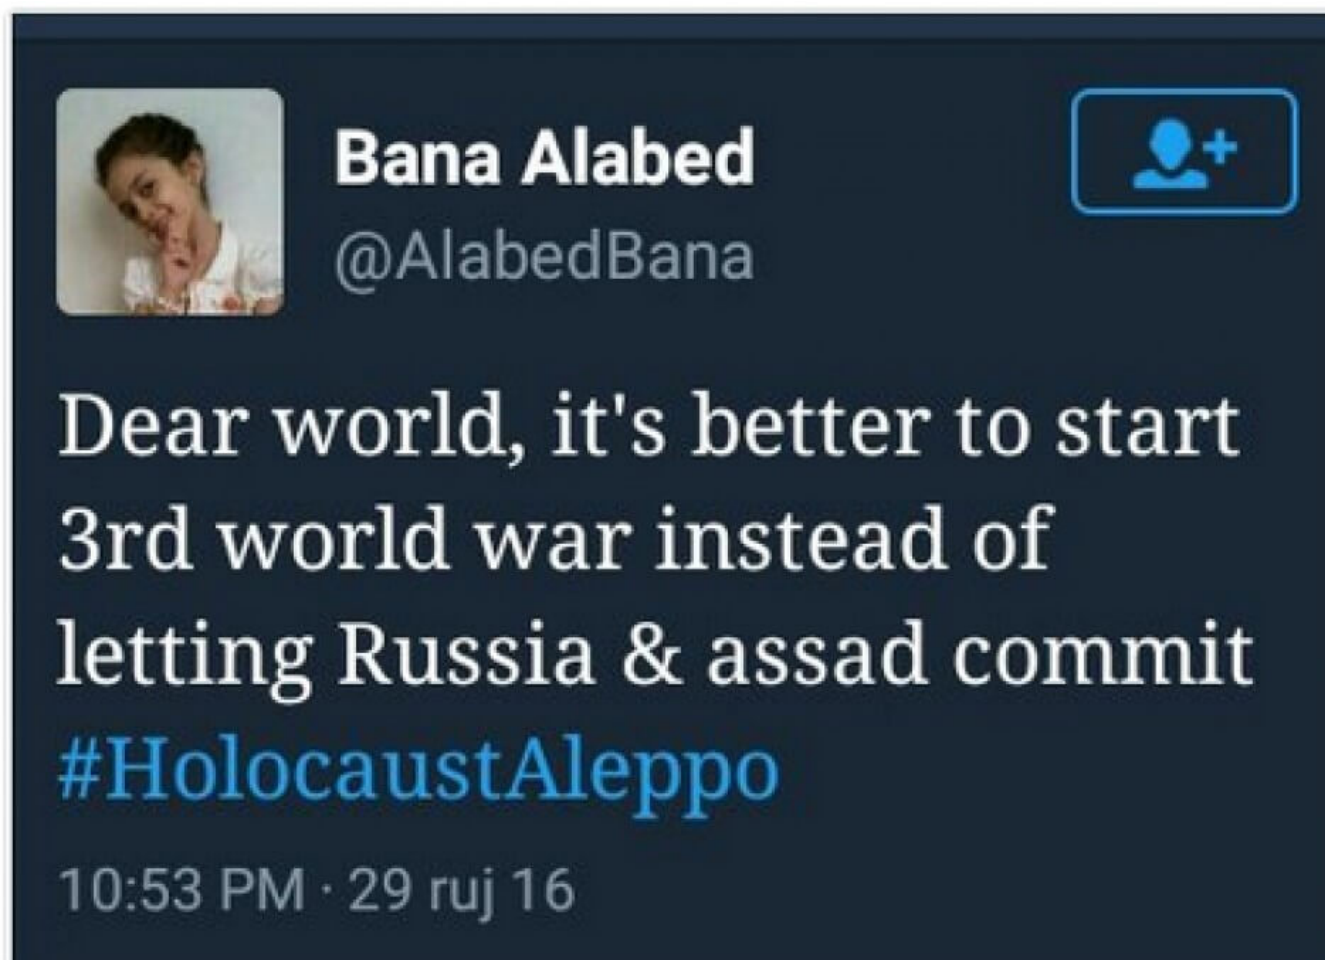 Bana Alabed
@AlabedBana
Dear world, it's better to start
3rd world war instead of
letting Russia & assad commit
#HolocaustAleppo
10:53 PM · 29 ruj 16